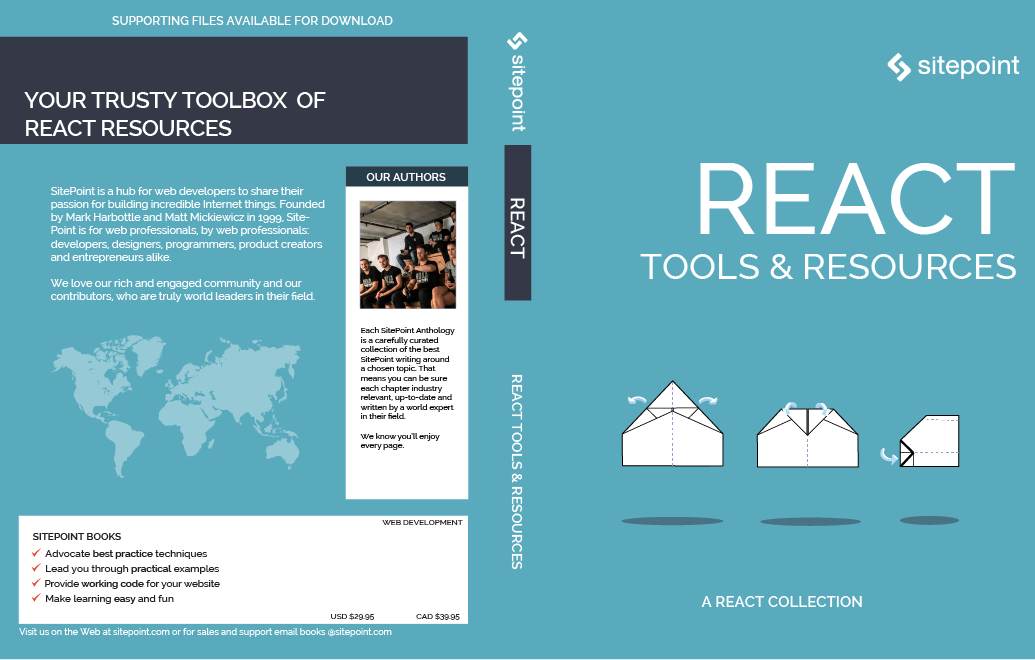 SUPPORTING FILES AVAILABLE FOR DOWNLOAD
YOUR TRUSTY TOOLBOX OF
REACT RESOURCES
SitePoint is a hub for web developers to share their
passion for building incredible Internet things. Founded
by Mark Harbottle and Matt Mickiewicz in 1999, Site-
Point is for web professionals, by web professionals:
developers, designers, programmers, product creators
and entrepreneurs alike.
We love our rich and engaged community and our
contributors, who are truly world leaders in their field.
OUR AUTHORS
Each SitePoint Anthology
is a carefully curated
collection of the best
SitePoint writing around
a chosen topic. That
means you can be sure
each chapter industry
relevant, up-to-date and
written by a world expert
in their field.
We know you'll enjoy
every page.
WEB DEVELOPMENT
SITEPOINT BOOKS
Advocate best practice techniques
Lead you through practical examples
Provide working code for your website
Make learning easy and fun
USD $29.95 CAD $39.95
Visit us on the Web at sitepoint.com or for sales and support email books @sitepoint.com
sitepoint
REACT
REACT TOOLS & RESOURCES
sitepoint
REACT
TOOLS & RESOURCES
A REACT COLLECTION